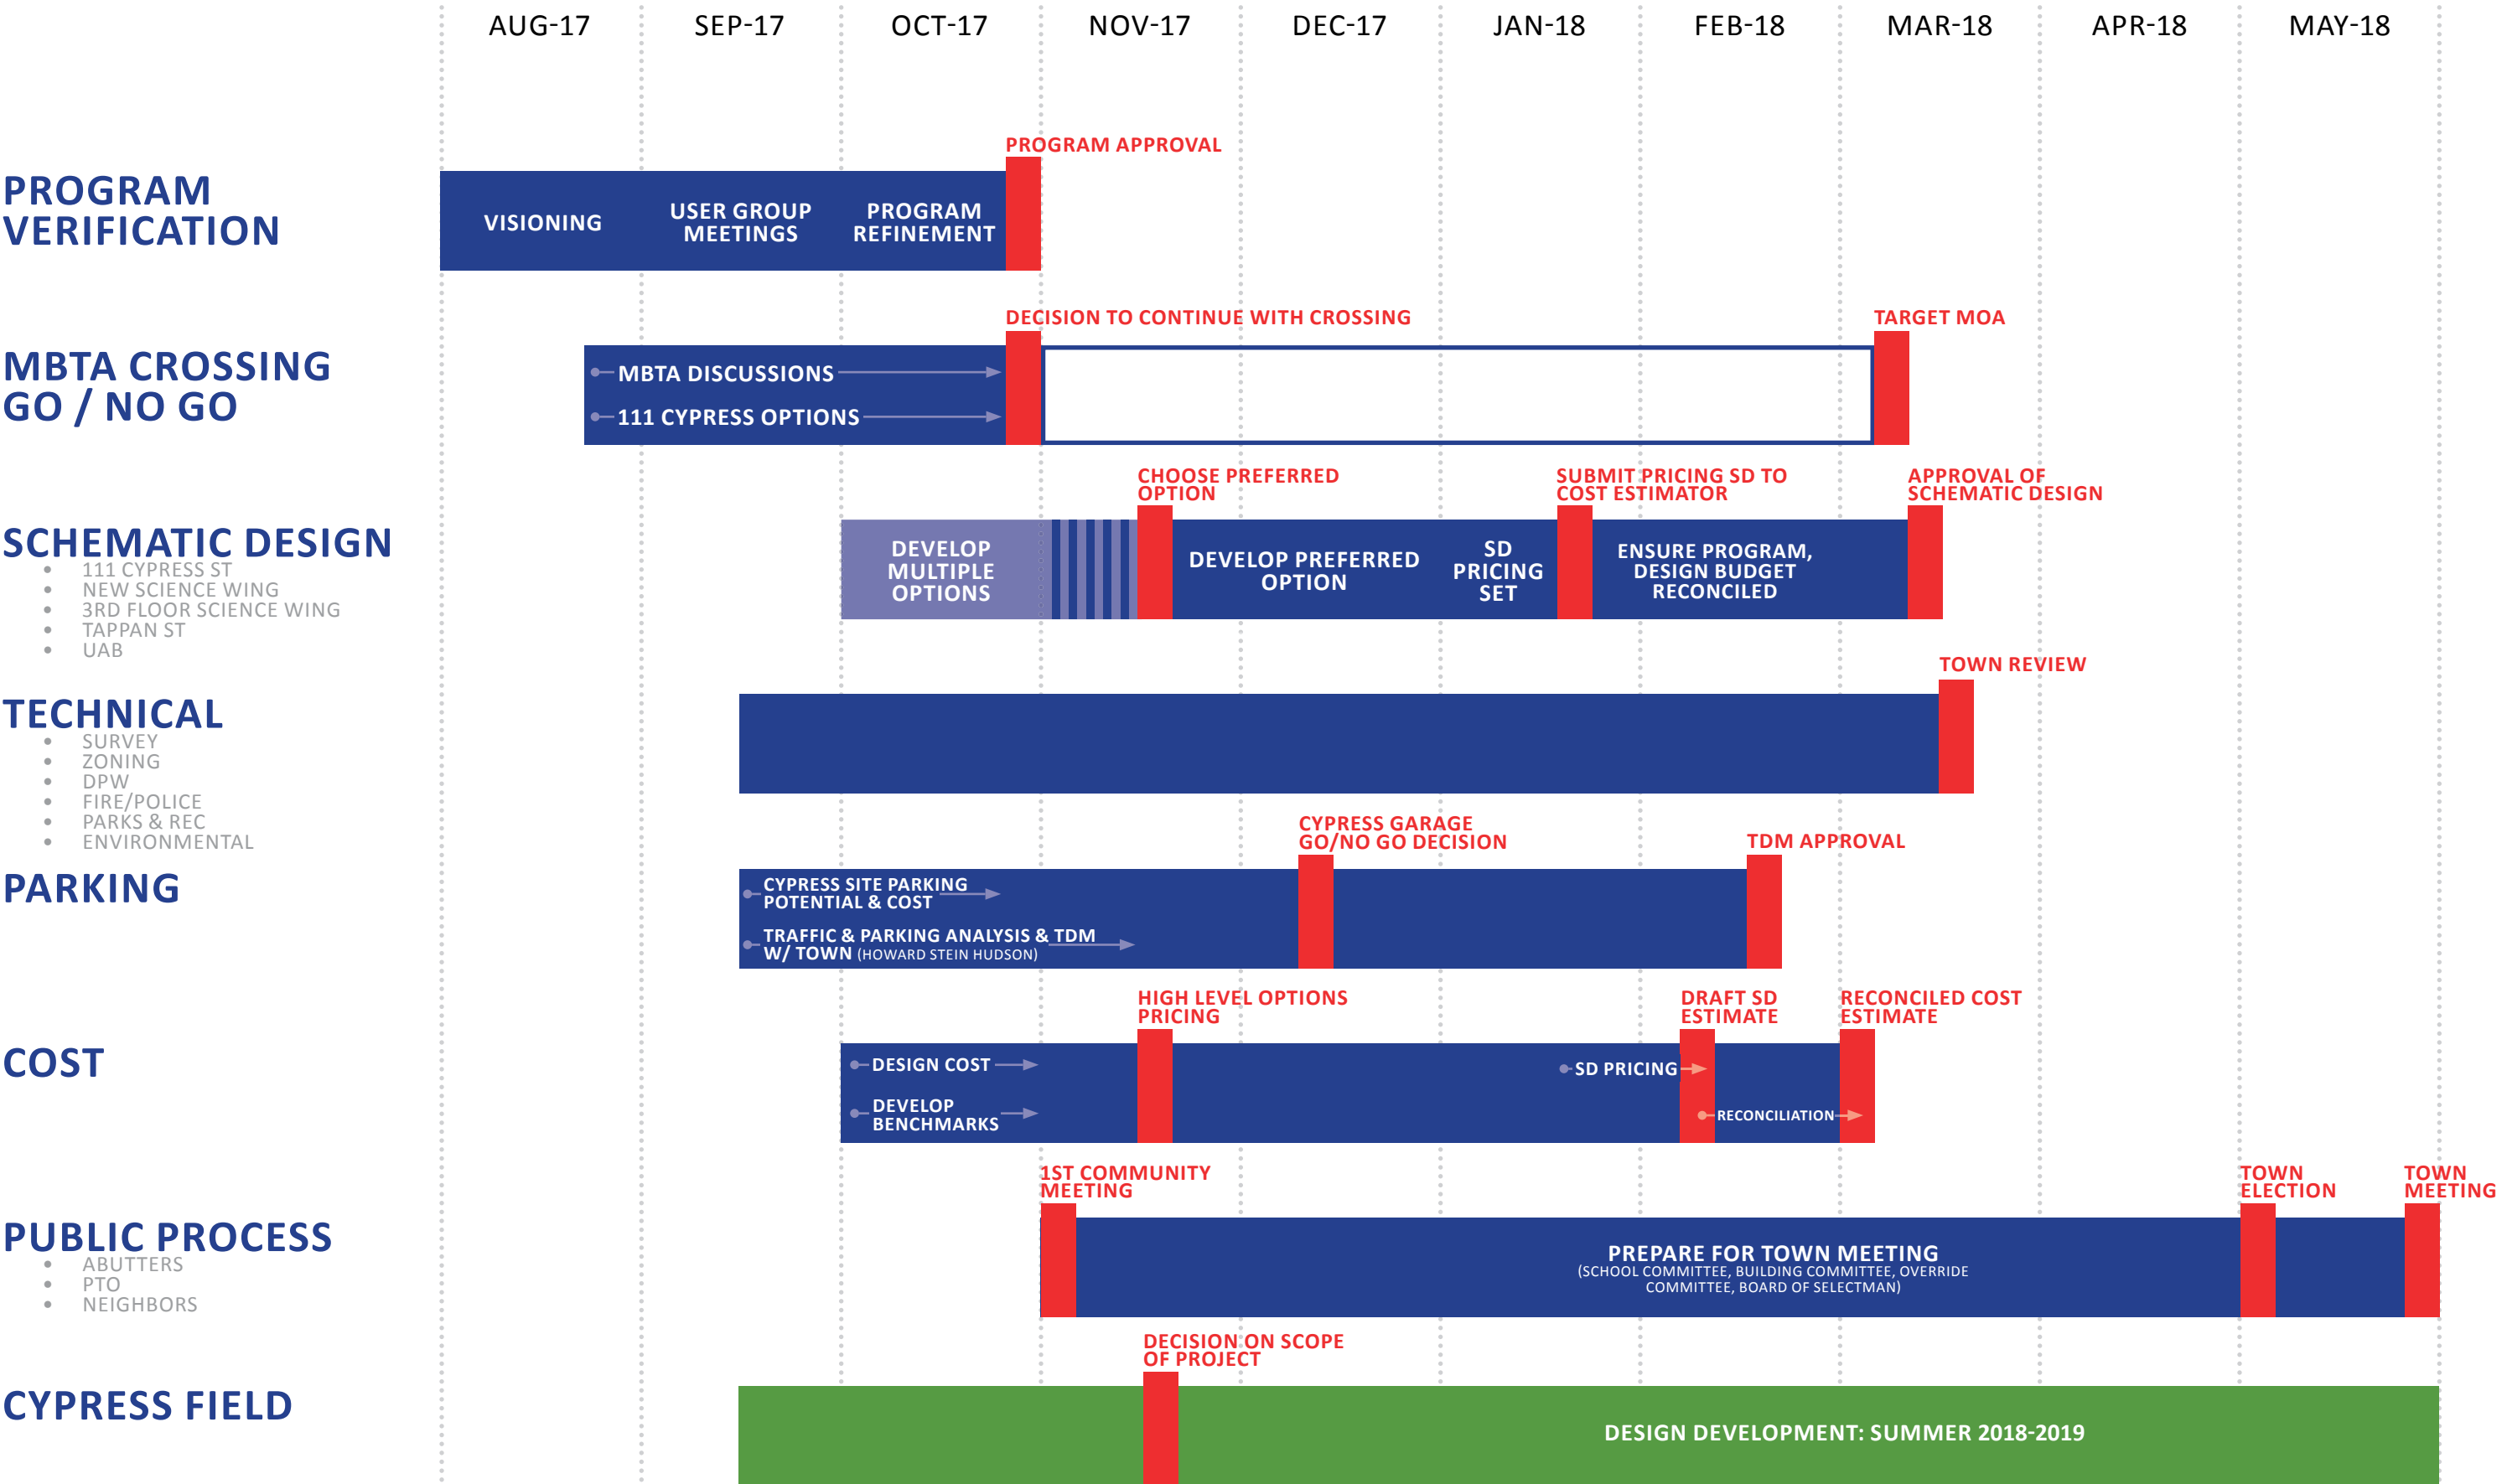 AUG-17 SEP-17 OCT-17 NOV-17 DEC-17 JAN-18 FEB-18 MAR-18 APR-18 MAY-18
PROGRAM
VERIFICATION
PROGRAM APPROVAL
VISIONING
USER GROUP
MEETINGS
PROGRAM
REFINEMENT
MBTA CROSSING
GO / NO GO
DECISION TO CONTINUE WITH CROSSING
TARGET MOA
MBTA DISCUSSIONS
111 CYPRESS OPTIONS
SCHEMATIC DESIGN
• 111 CYPRESS ST
• NEW SCIENCE WING
• 3RD FLOOR SCIENCE WING
• TAPPAN ST
• UAB
CHOOSE PREFERRED
OPTION
SUBMIT PRICING SD TO
COST ESTIMATOR
APPROVAL OF
SCHEMATIC DESIGN
DEVELOP
MULTIPLE
OPTIONS
DEVELOP PREFERRED
OPTION
SD
PRICING
SET
ENSURE PROGRAM,
DESIGN BUDGET
RECONCILED
TECHNICAL
• SURVEY
• ZONING
• DPW
• FIRE/POLICE
• PARKS & REC
• ENVIRONMENTAL
TOWN REVIEW
PARKING
CYPRESS GARAGE
GO/NO GO DECISION
TDM APPROVAL
CYPRESS SITE PARKING
POTENTIAL & COST
TRAFFIC & PARKING ANALYSIS & TDM
W/ TOWN (HOWARD STEIN HUDSON)
COST
HIGH LEVEL OPTIONS
PRICING
DRAFT SD
ESTIMATE
RECONCILED COST
ESTIMATE
DESIGN COST
DEVELOP
BENCHMARKS
SD PRICING
RECONCILIATION
PUBLIC PROCESS
• ABUTTERS
• PTO
• NEIGHBORS
1ST COMMUNITY
MEETING
TOWN
ELECTION
TOWN
MEETING
PREPARE FOR TOWN MEETING
(SCHOOL COMMITTEE, BUILDING COMMITTEE, OVERRIDE
COMMITTEE, BOARD OF SELECTMAN)
CYPRESS FIELD
DECISION ON SCOPE
OF PROJECT
DESIGN DEVELOPMENT: SUMMER 2018-2019